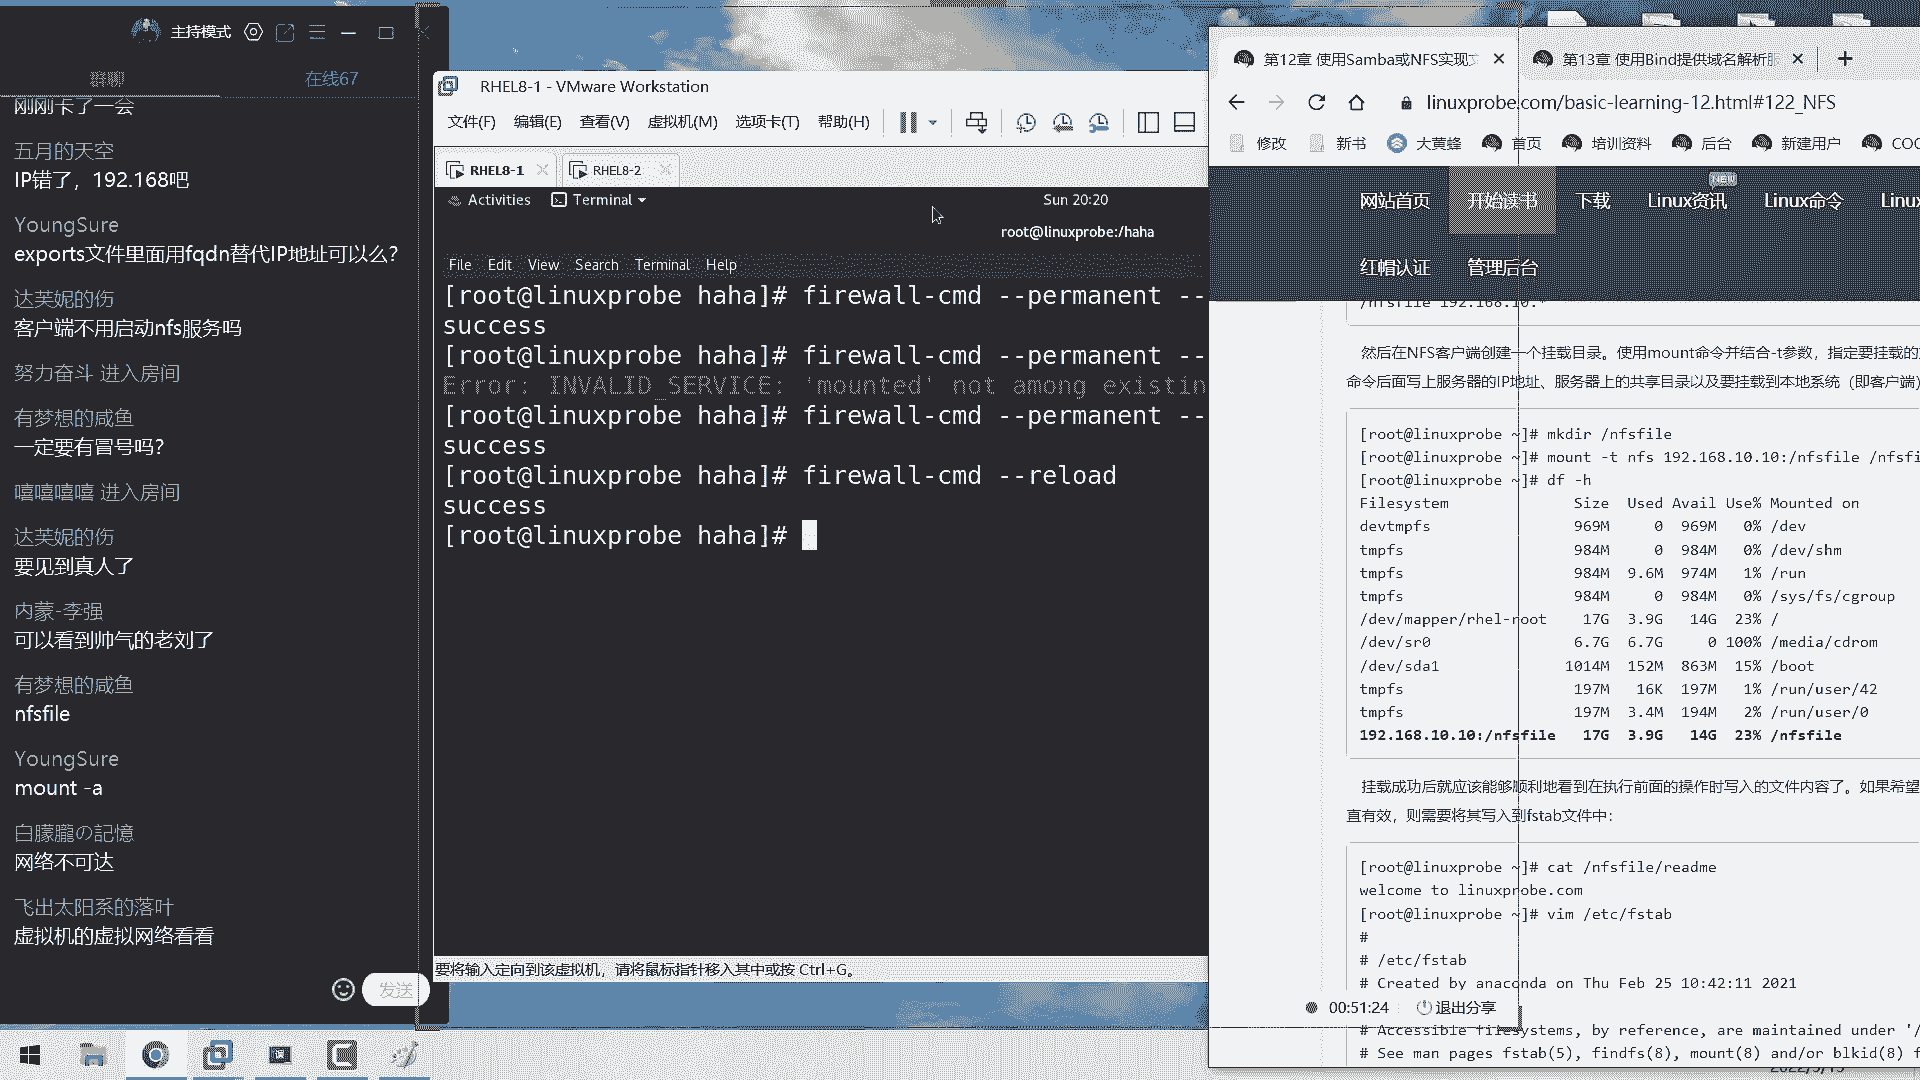 主持模式
群聊
在线67
刚刚卡了一会
五月的天空
IP错了，192.168吧
YoungSure
exports文件里面用fqdn替代IP地址可以么？
达芙妮的伤
客户端不用启动nfs服务吗
努力奋斗 进入房间
有梦想的咸鱼
一定要有冒号吗？
嘻嘻嘻嘻 进入房间
达芙妮的伤
要见到真人了
内蒙-李强
可以看到帅气的老刘了
有梦想的咸鱼
nfsfile
YoungSure
mount -a
白朦朧の記憶
网络不可达
飞出太阳系的落叶
虚拟机的虚拟网络看看
发送
RHEL8-1 - VMware Workstation
文件(F) 编辑(E) 查看(V) 虚拟机(M) 选项卡(T) 帮助(H)
RHEL8-1
RHEL8-2
Activities
Terminal
Sun 20:20
root@linuxprobe:/haha
File Edit View Search Terminal Help
[root@linuxprobe haha]# firewall-cmd --permanent --
success
[root@linuxprobe haha]# firewall-cmd --permanent --
Error: INVALID_SERVICE: 'mounted' not among existin
[root@linuxprobe haha]# firewall-cmd --permanent --
success
[root@linuxprobe haha]# firewall-cmd --reload
success
[root@linuxprobe haha]#
要将输入定向到该虚拟机，请将鼠标指针移入其中或按 Ctrl+G。
第12章 使用Samba或NFS实现文
第13章 使用Bind提供域名解析服
linuxprobe.com/basic-learning-12.html#122_NFS
修改 新书 大黄蜂 首页 培训资料 后台 新建用户 COC
网站首页 开始读书 下载 Linux资讯 NEW Linux命令 Linu
红帽认证 管理后台
/nfsfile 192.168.10.*
然后在NFS客户端创建一个挂载目录。使用mount命令并结合-t参数，指定要挂载的
命令后面写上服务器的IP地址、服务器上的共享目录以及要挂载到本地系统（即客户端）
[root@linuxprobe ~]# mkdir /nfsfile
[root@linuxprobe ~]# mount -t nfs 192.168.10.10:/nfsfile /nfsfi
[root@linuxprobe ~]# df -h
Filesystem Size Used Avail Use% Mounted on
devtmpfs 969M 0 969M 0% /dev
tmpfs 984M 0 984M 0% /dev/shm
tmpfs 984M 9.6M 974M 1% /run
tmpfs 984M 0 984M 0% /sys/fs/cgroup
/dev/mapper/rhel-root 17G 3.9G 14G 23% /
/dev/sr0 6.7G 6.7G 0 100% /media/cdrom
/dev/sda1 1014M 152M 863M 15% /boot
tmpfs 197M 16K 197M 1% /run/user/42
tmpfs 197M 3.4M 194M 2% /run/user/0
192.168.10.10:/nfsfile 17G 3.9G 14G 23% /nfsfile
挂载成功后就应该能够顺利地看到在执行前面的操作时写入的文件内容了。如果希望
直有效，则需要将其写入到fstab文件中：
[root@linuxprobe ~]# cat /nfsfile/readme
welcome to linuxprobe.com
[root@linuxprobe ~]# vim /etc/fstab
#
# /etc/fstab
# Created by anaconda on Thu Feb 25 10:42:11 2021
00:51:24 退出分享
# Accessible filesystems, by reference, are maintained under '/
# See man pages fstab(5), findfs(8), mount(8) and/or blkid(8) f